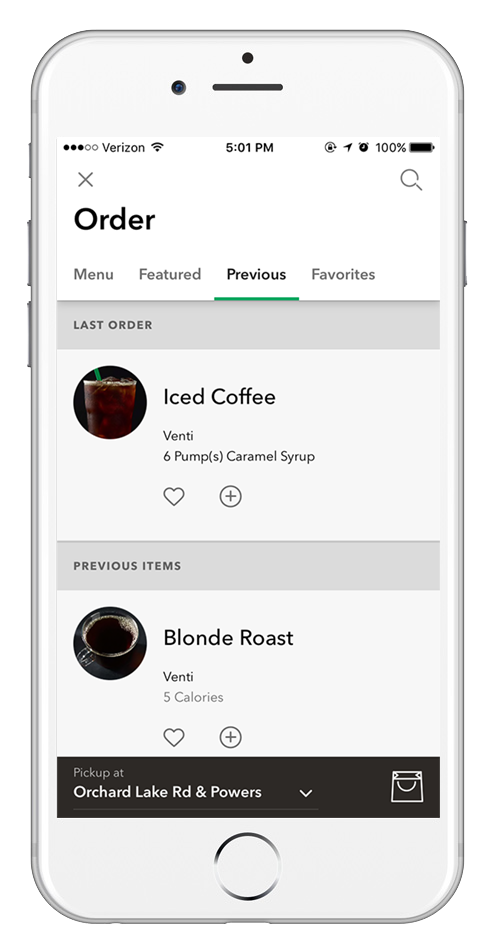 Verizon 5:01 PM 100%
Order
Menu Featured Previous Favorites
LAST ORDER
Iced Coffee
Venti
6 Pump(s) Caramel Syrup
PREVIOUS ITEMS
Blonde Roast
Venti
5 Calories
Pickup at
Orchard Lake Rd & Powers